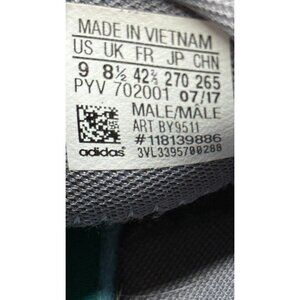 MADE IN VIETNAM
US UK FR JP CHN
9 8½ 42⅔ 270 265
PYV 702001 07/17
MALE/MÂLE
ART BY9511
#118139886
adidas 3VL3395700288